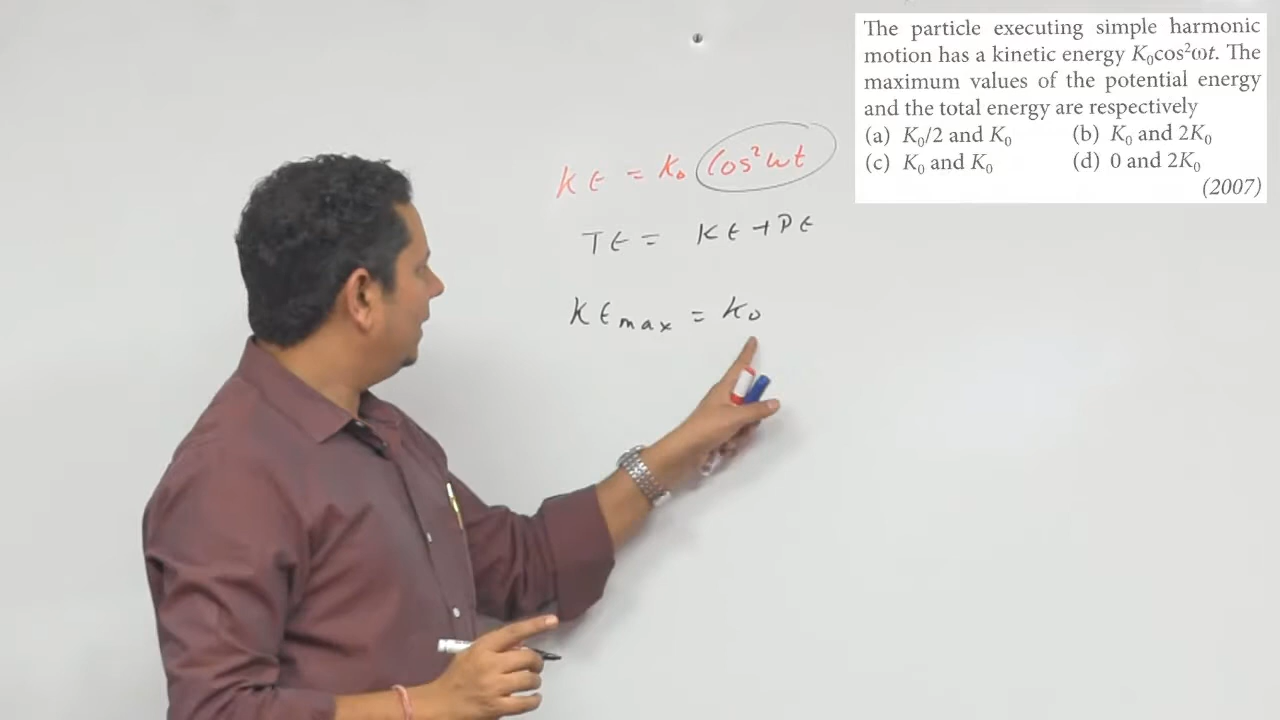 The particle executing simple harmonic
motion has a kinetic energy K₀cos²ωt. The
maximum values of the potential energy
and the total energy are respectively
(a) K₀/2 and K₀ (b) K₀ and 2K₀
(c) K₀ and K₀ (d) 0 and 2K₀
(2007)
KE = K₀ Cos²ωt
TE = KE + PE
KEmax = K₀